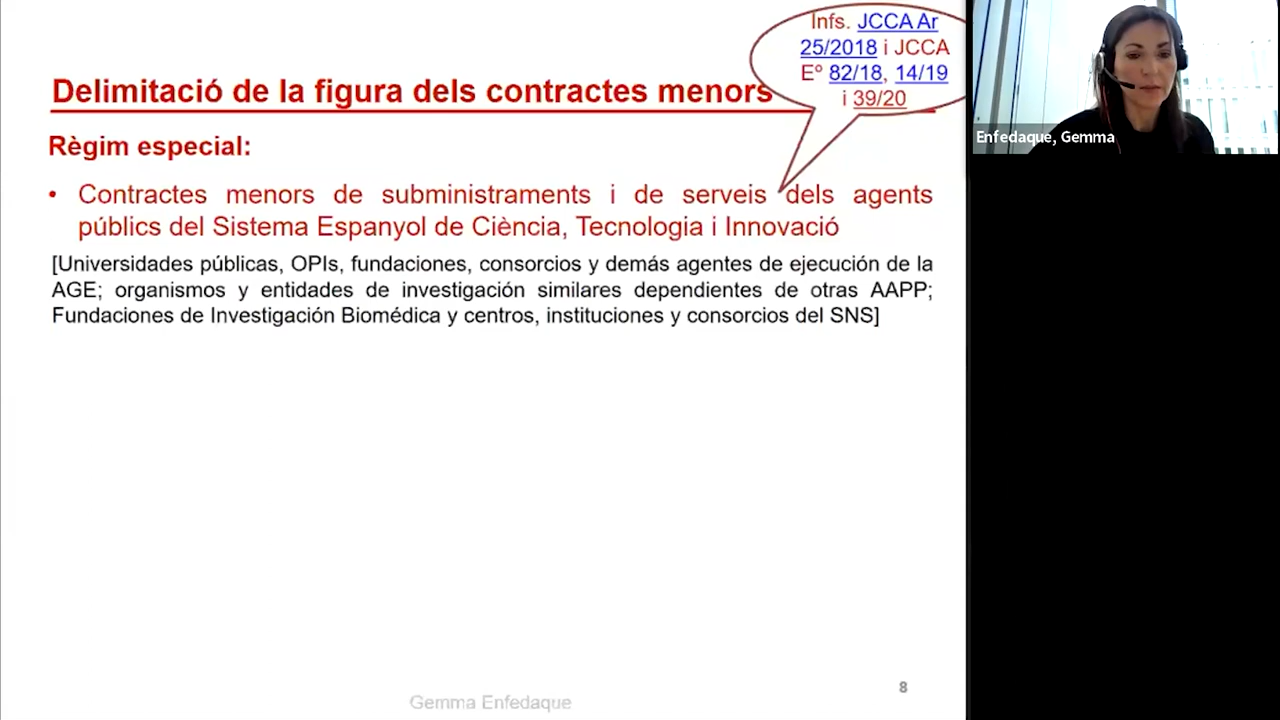 Infs. JCCA Ar
25/2018 i JCCA
Eº 82/18, 14/19
i 39/20
Delimitació de la figura dels contractes menors
Règim especial:
• Contractes menors de subministraments i de serveis dels agents
públics del Sistema Espanyol de Ciència, Tecnologia i Innovació
[Universidades públicas, OPIs, fundaciones, consorcios y demás agentes de ejecución de la
AGE; organismos y entidades de investigación similares dependientes de otras AAPP;
Fundaciones de Investigación Biomédica y centros, instituciones y consorcios del SNS]
Gemma Enfedaque
8
Enfedaque, Gemma